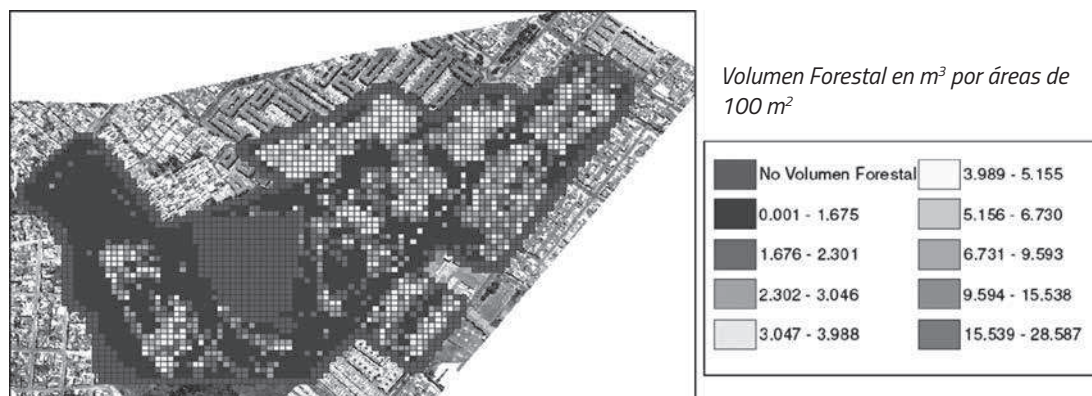 Volumen Forestal en m³ por áreas de
100 m²
No Volumen Forestal
0.001 - 1.675
1.676 - 2.301
2.302 - 3.046
3.047 - 3.988
3.989 - 5.155
5.156 - 6.730
6.731 - 9.593
9.594 - 15.538
15.539 - 28.587